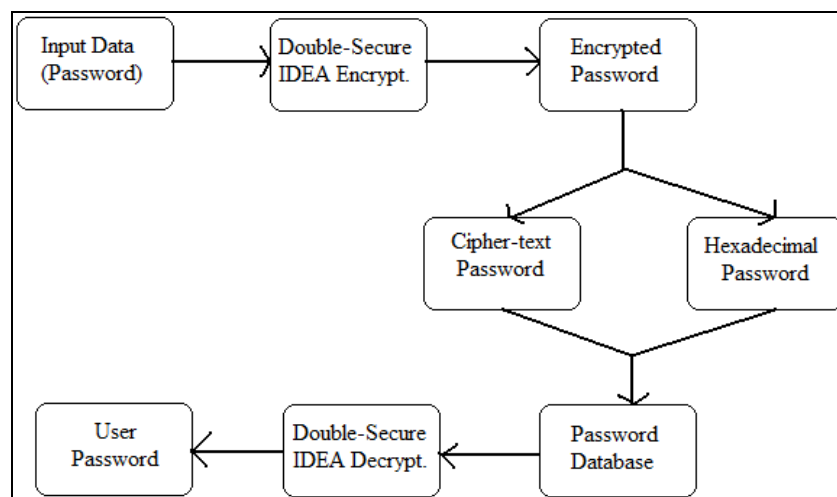 Input Data
(Password)
Double-Secure
IDEA Encrypt.
Encrypted
Password
Cipher-text
Password
Hexadecimal
Password
User
Password
Double-Secure
IDEA Decrypt.
Password
Database